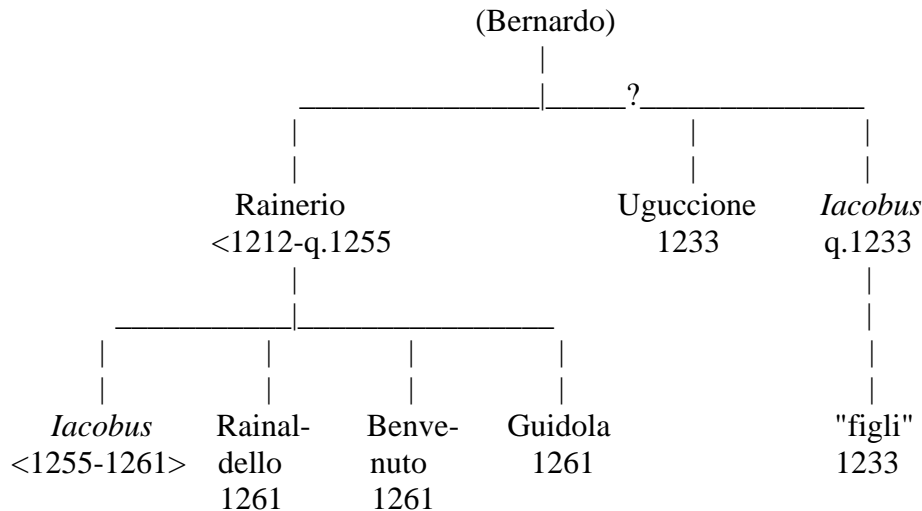 (Bernardo)
?
Rainerio Uguccione Iacobus
<1212-q.1255 1233 q.1233
Iacobus Rainal- Benve- Guidola "figli"
<1255-1261> dello nuto 1261 1233
1261 1261